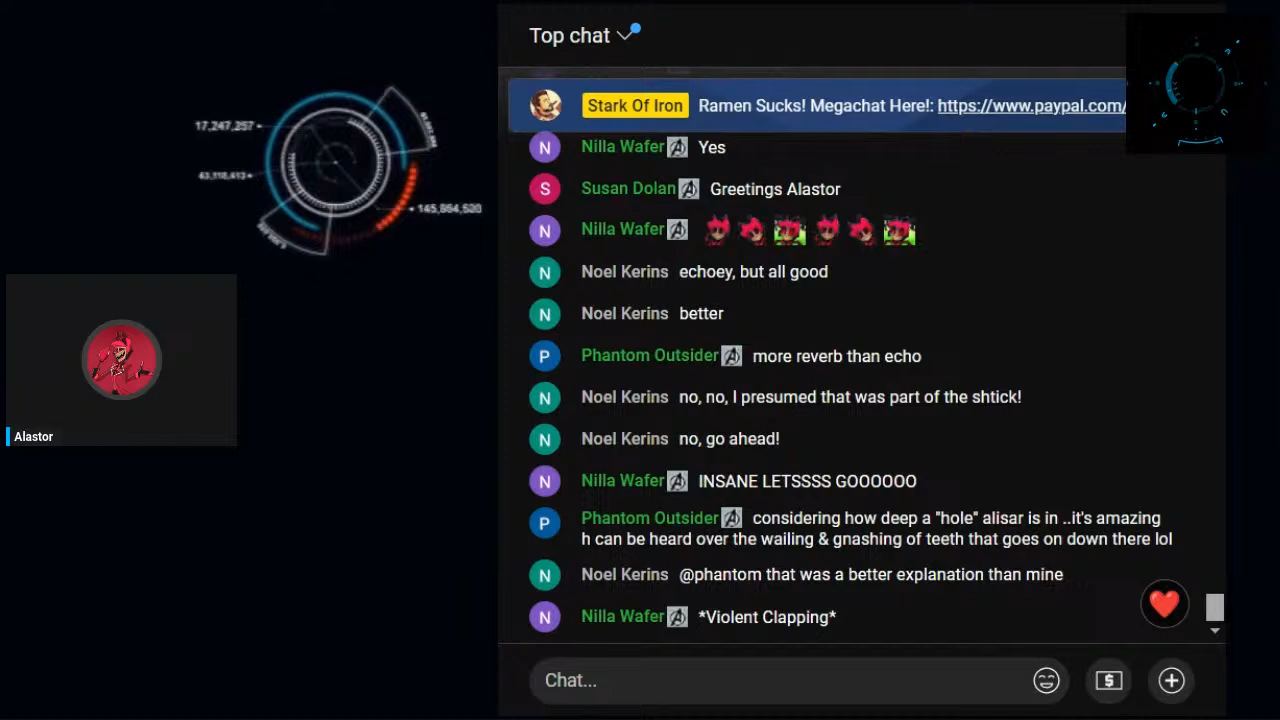 Top chat
Stark Of Iron Ramen Sucks! Megachat Here!: https://www.paypal.com/
17,247,257
Nilla Wafer Yes
43,118,413
Susan Dolan Greetings Alastor
145,864,520
Nilla Wafer
Noel Kerins echoey, but all good
Noel Kerins better
Phantom Outsider more reverb than echo
Noel Kerins no, no, I presumed that was part of the shtick!
Alastor
Noel Kerins no, go ahead!
Nilla Wafer INSANE LETSSSS GOOOOOO
Phantom Outsider considering how deep a "hole" alisar is in ..it's amazing
h can be heard over the wailing & gnashing of teeth that goes on down there lol
Noel Kerins @phantom that was a better explanation than mine
Nilla Wafer *Violent Clapping*
Chat...